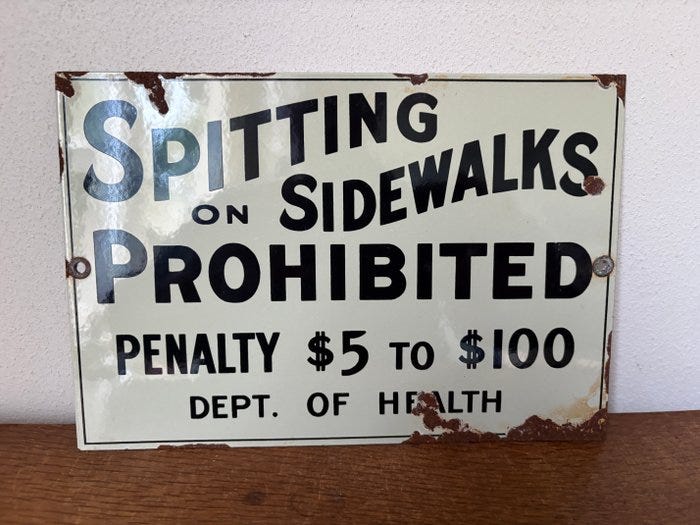 SPITTING
ON SIDEWALKS
PROHIBITED
PENALTY $5 TO $100
DEPT. OF HEALTH